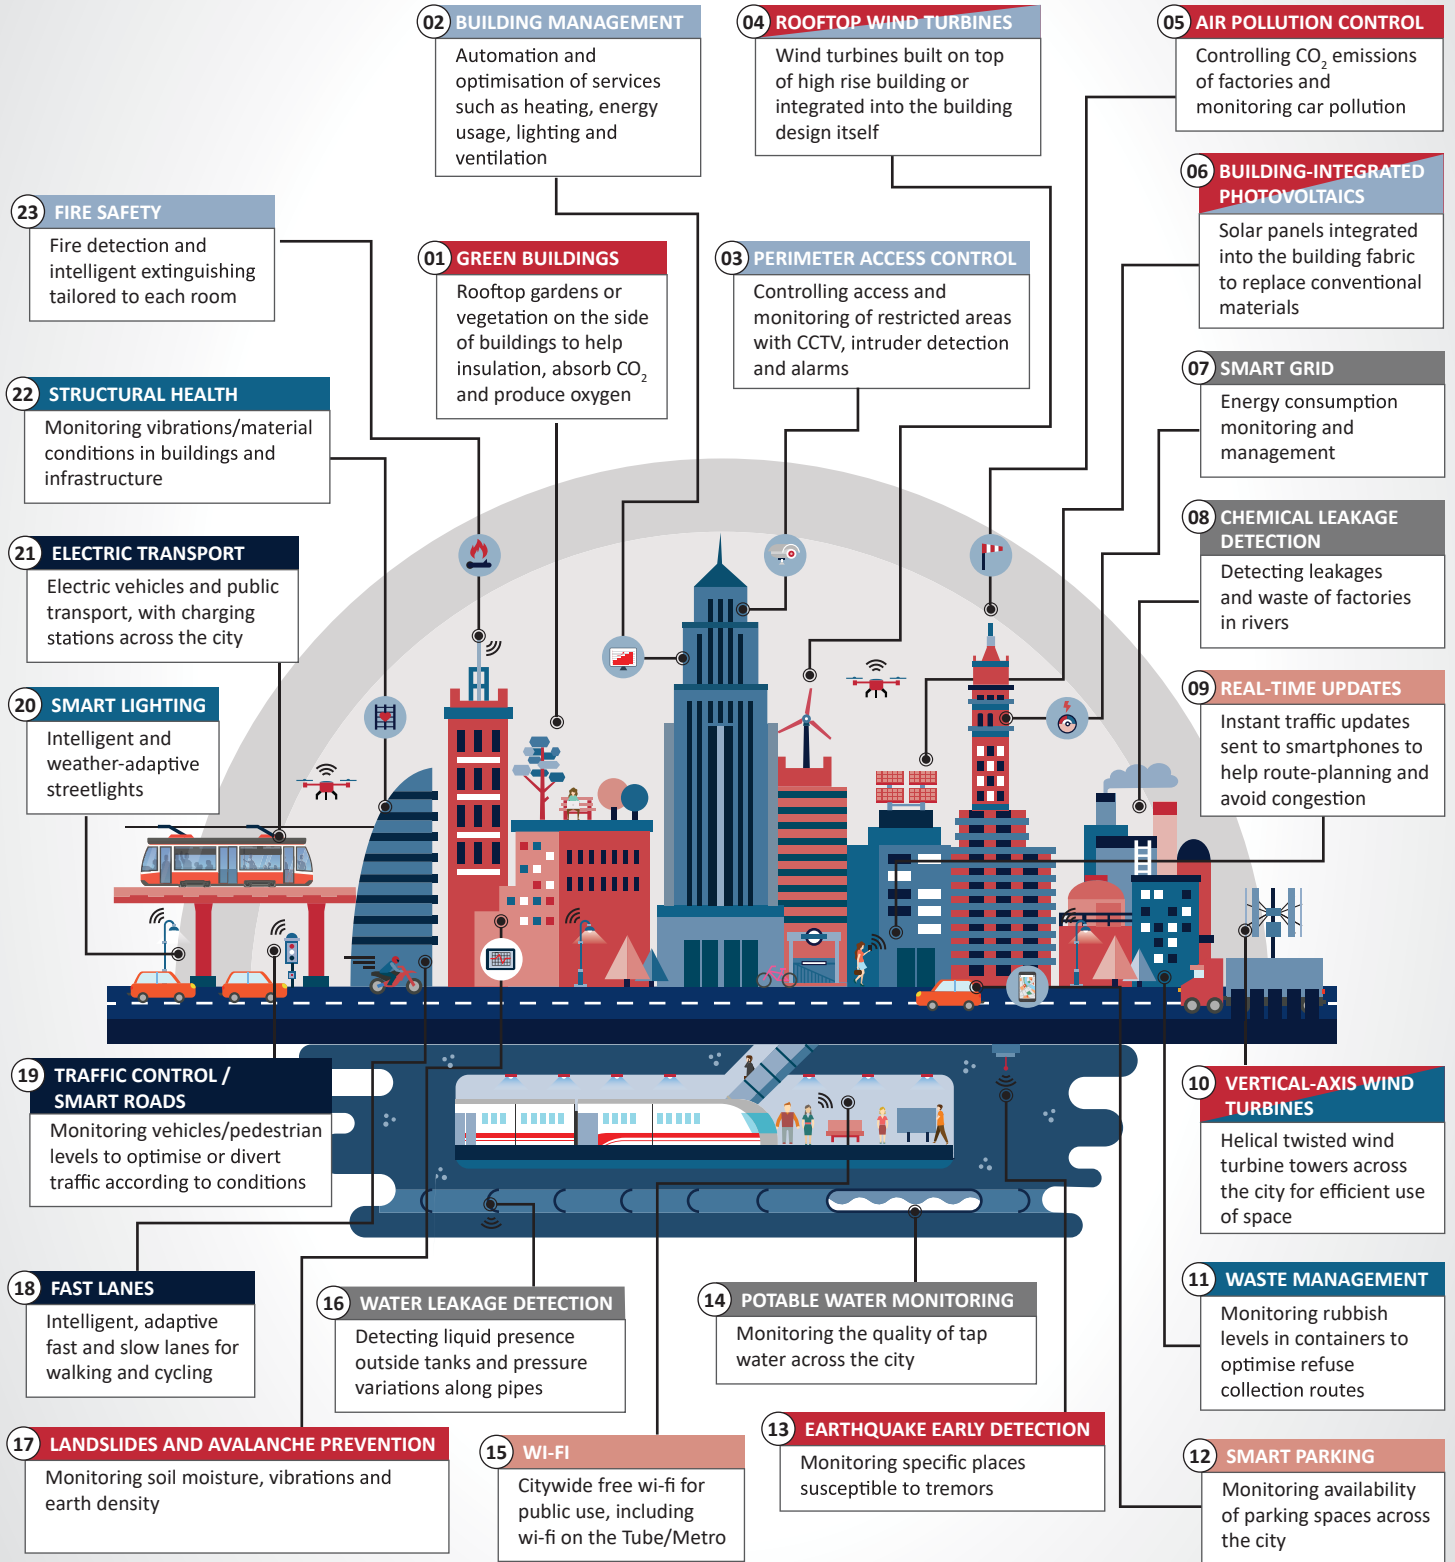 02 BUILDING MANAGEMENT
Automation and
optimisation of services
such as heating, energy
usage, lighting and
ventilation
04 ROOFTOP WIND TURBINES
Wind turbines built on top
of high rise building or
integrated into the building
design itself
05 AIR POLLUTION CONTROL
Controlling CO₂ emissions
of factories and
monitoring car pollution
06 BUILDING-INTEGRATED
PHOTOVOLTAICS
Solar panels integrated
into the building fabric
to replace conventional
materials
23 FIRE SAFETY
Fire detection and
intelligent extinguishing
tailored to each room
01 GREEN BUILDINGS
Rooftop gardens or
vegetation on the side
of buildings to help
insulation, absorb CO₂
and produce oxygen
03 PERIMETER ACCESS CONTROL
Controlling access and
monitoring of restricted areas
with CCTV, intruder detection
and alarms
07 SMART GRID
Energy consumption
monitoring and
management
22 STRUCTURAL HEALTH
Monitoring vibrations/material
conditions in buildings and
infrastructure
08 CHEMICAL LEAKAGE
DETECTION
Detecting leakages
and waste of factories
in rivers
21 ELECTRIC TRANSPORT
Electric vehicles and public
transport, with charging
stations across the city
09 REAL-TIME UPDATES
Instant traffic updates
sent to smartphones to
help route-planning and
avoid congestion
20 SMART LIGHTING
Intelligent and
weather-adaptive
streetlights
19 TRAFFIC CONTROL /
SMART ROADS
Monitoring vehicles/pedestrian
levels to optimise or divert
traffic according to conditions
10 VERTICAL-AXIS WIND
TURBINES
Helical twisted wind
turbine towers across
the city for efficient use
of space
18 FAST LANES
Intelligent, adaptive
fast and slow lanes for
walking and cycling
16 WATER LEAKAGE DETECTION
Detecting liquid presence
outside tanks and pressure
variations along pipes
14 POTABLE WATER MONITORING
Monitoring the quality of tap
water across the city
11 WASTE MANAGEMENT
Monitoring rubbish
levels in containers to
optimise refuse
collection routes
17 LANDSLIDES AND AVALANCHE PREVENTION
Monitoring soil moisture, vibrations and
earth density
15 WI-FI
Citywide free wi-fi for
public use, including
wi-fi on the Tube/Metro
13 EARTHQUAKE EARLY DETECTION
Monitoring specific places
susceptible to tremors
12 SMART PARKING
Monitoring availability
of parking spaces across
the city